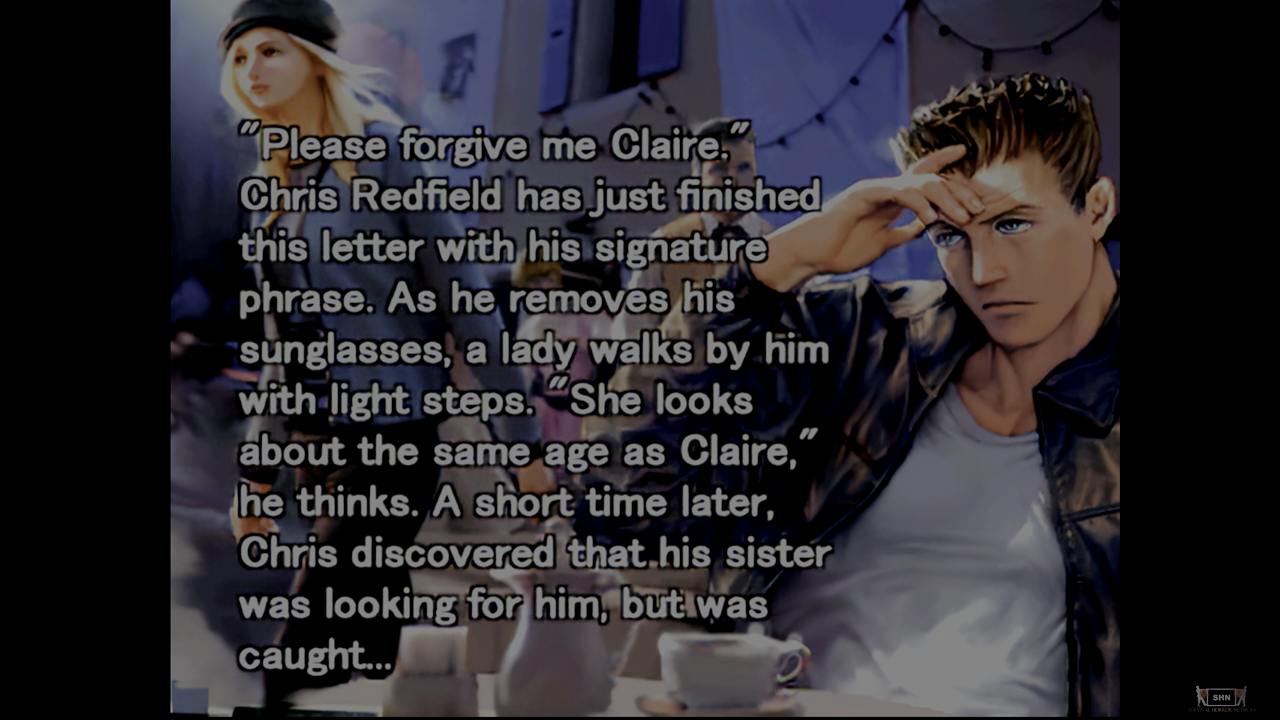 "Please forgive me Claire."
Chris Redfield has just finished
this letter with his signature
phrase. As he removes his
sunglasses, a lady walks by him
with light steps. "She looks
about the same age as Claire,"
he thinks. A short time later,
Chris discovered that his sister
was looking for him, but was
caught...
SHN